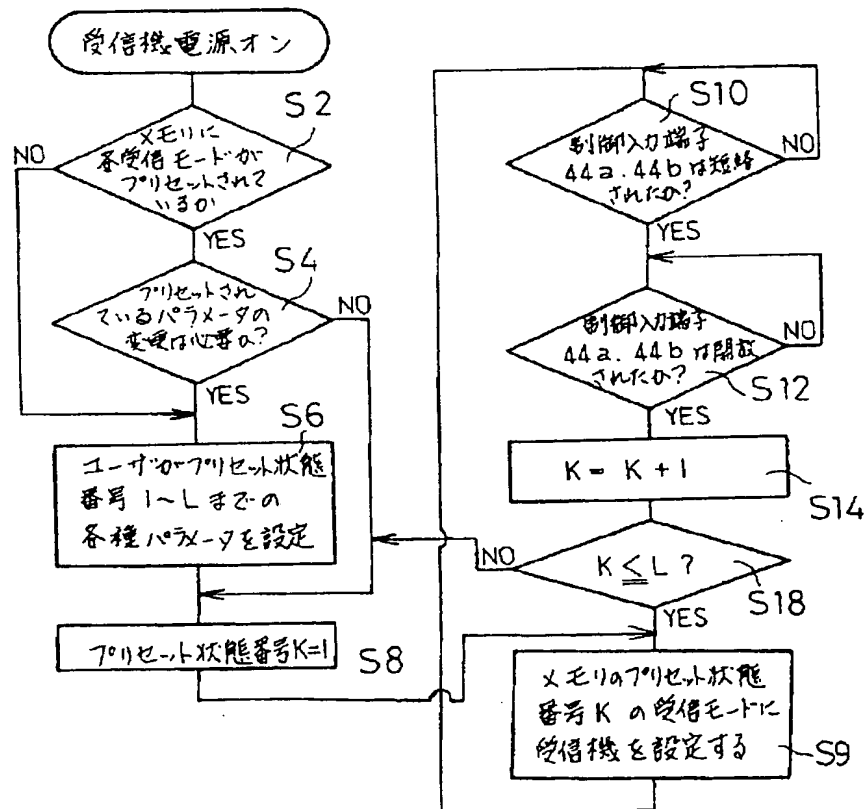 受信機電源オン
S2
メモリに
各受信モードが
プリセットされて
いるか
NO
YES
S4
プリセットされ
ているパラメータの
変更は必要か?
NO
YES
S6
ユーザがプリセット状態
番号1~Lまでの
各種パラメータを設定
プリセット状態番号K=1
S8
S10
制御入力端子
44a.44bは短絡
されたか?
NO
YES
制御入力端子
44a.44bは開放
されたか?
NO
S12
YES
K=K+1
S14
NO
K≦L?
S18
YES
メモリのプリセット状態
番号Kの受信モードに
受信機を設定する
S9